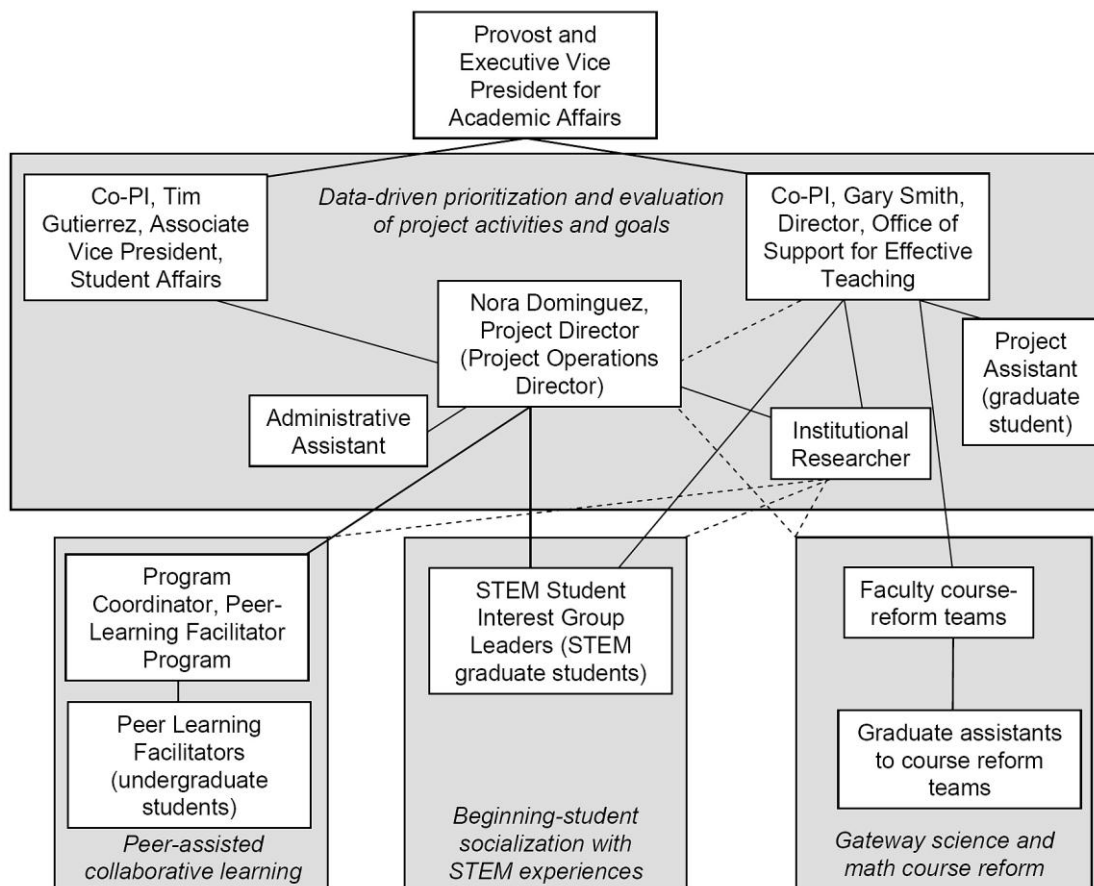 Provost and
Executive Vice
President for
Academic Affairs
Co-PI, Tim
Gutierrez, Associate
Vice President,
Student Affairs
Data-driven prioritization and evaluation
of project activities and goals
Co-PI, Gary Smith,
Director, Office of
Support for Effective
Teaching
Nora Dominguez,
Project Director
(Project Operations
Director)
Project
Assistant
(graduate
student)
Administrative
Assistant
Institutional
Researcher
Program
Coordinator, Peer-
Learning Facilitator
Program
Peer Learning
Facilitators
(undergraduate
students)
Peer-assisted
collaborative learning
STEM Student
Interest Group
Leaders (STEM
graduate students)
Beginning-student
socialization with
STEM experiences
Faculty course-
reform teams
Graduate assistants
to course reform
teams
Gateway science and
math course reform